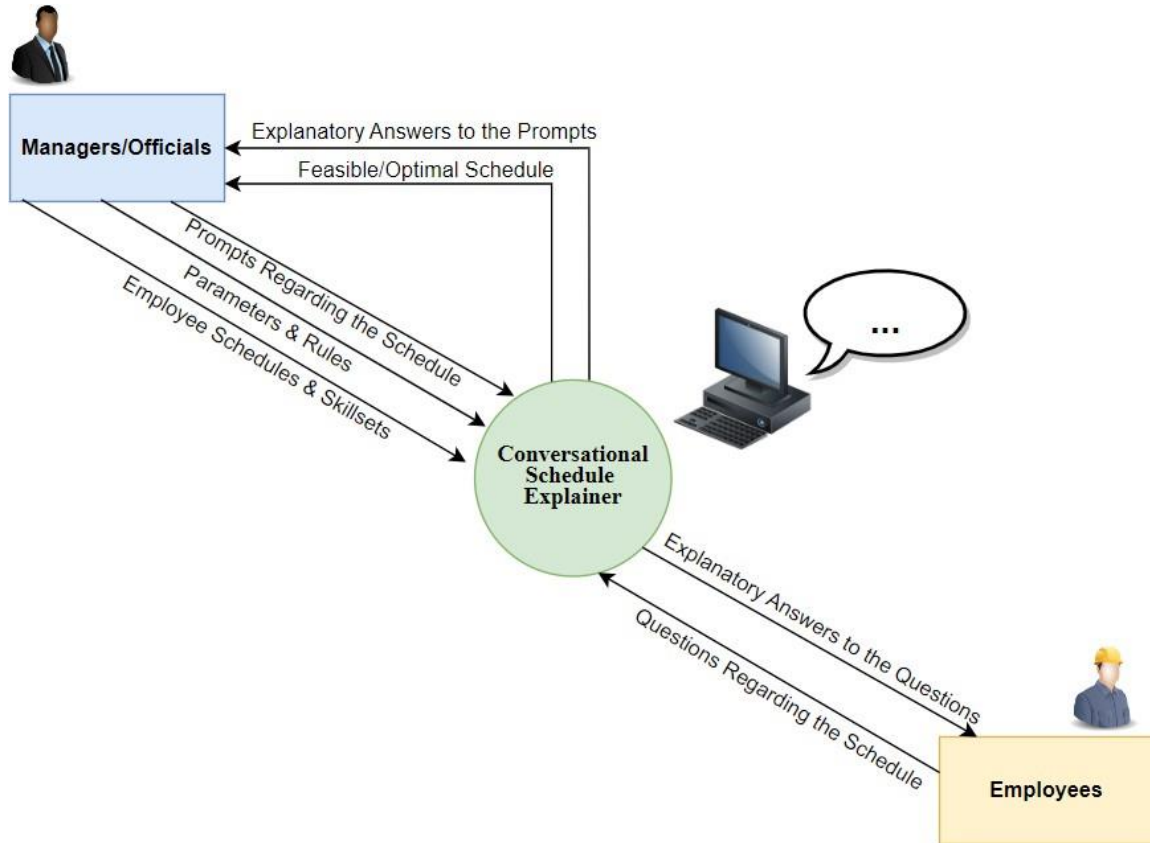 Managers/Officials
Explanatory Answers to the Prompts
Feasible/Optimal Schedule
Prompts Regarding the Schedule
Parameters & Rules
Employee Schedules & Skillsets
...
Conversational
Schedule
Explainer
Explanatory Answers to the Questions
Questions Regarding the Schedule
Employees